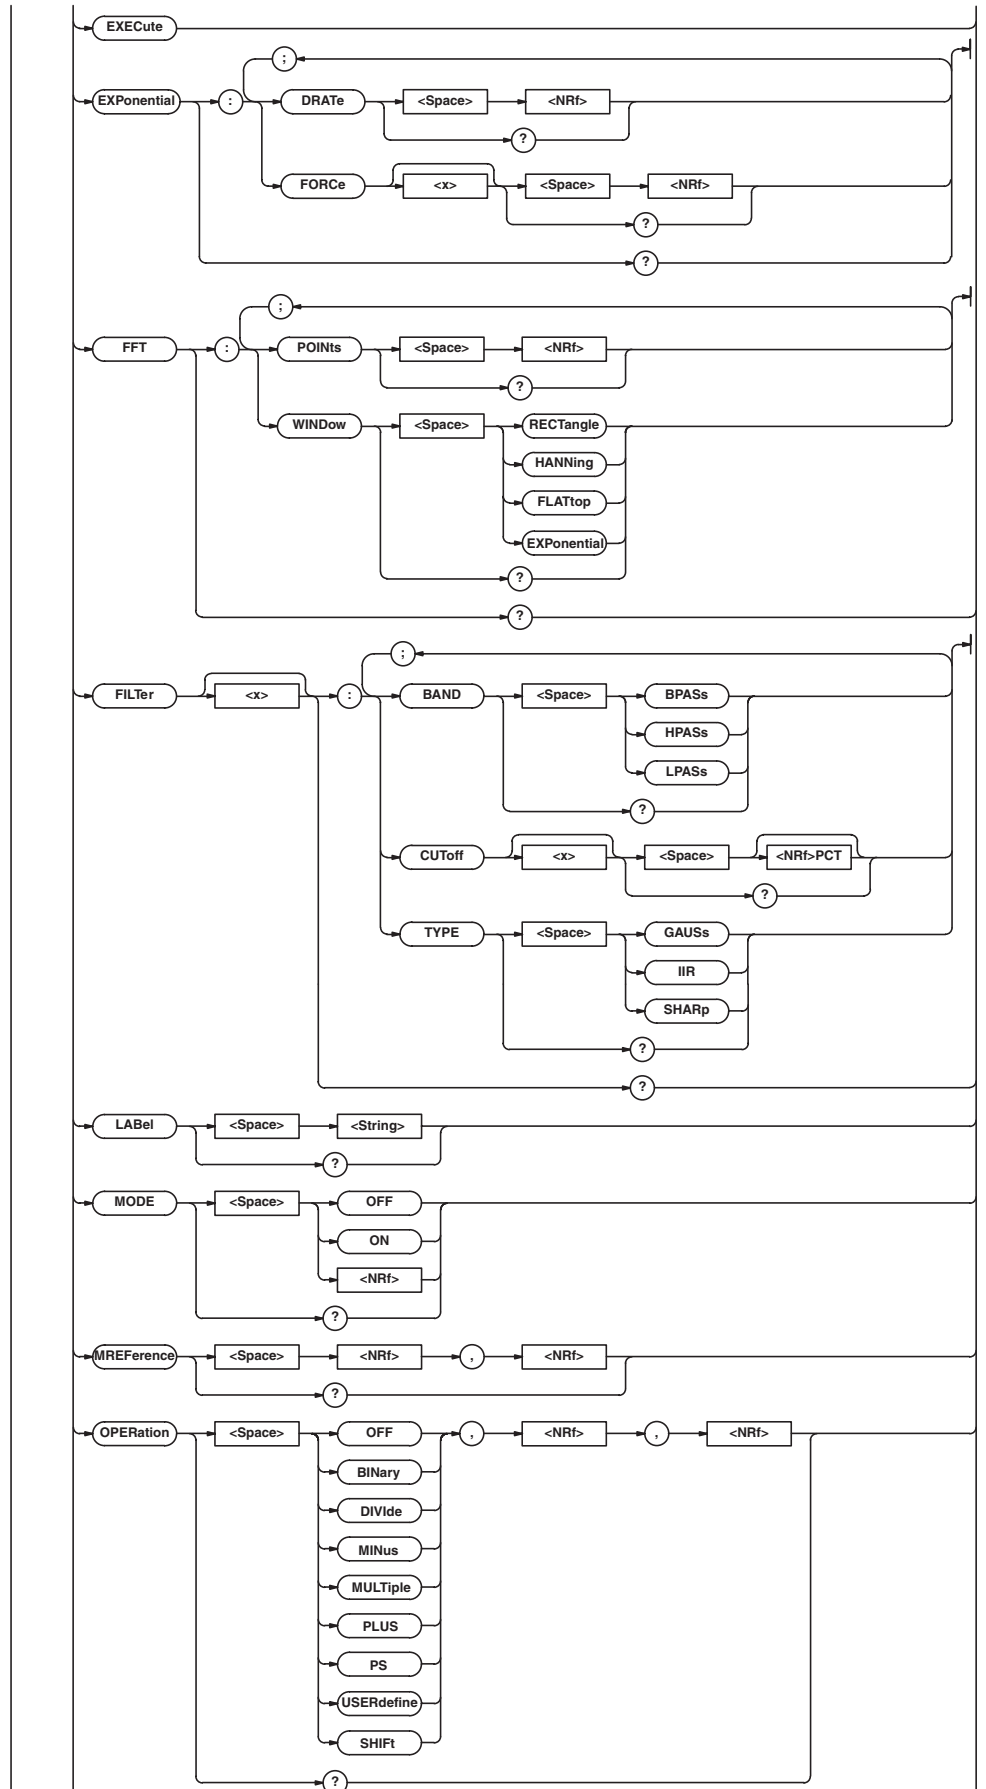 EXECute
;
EXPonential : DRATe <Space> <NRf>
?
FORCe <x> <Space> <NRf>
?
?
;
FFT : POINts <Space> <NRf>
?
WINDow <Space> RECTangle
HANNing
FLATtop
EXPonential
?
?
;
FILTer <x> : BAND <Space> BPASs
HPASs
LPASs
?
CUToff <x> <Space> <NRf>PCT
?
TYPE <Space> GAUSs
IIR
SHARp
?
?
LABel <Space> <String>
?
MODE <Space> OFF
ON
<NRf>
?
MREFerence <Space> <NRf> , <NRf>
?
OPERation <Space> OFF , <NRf> , <NRf>
BINary
DIVIde
MINus
MULTiple
PLUS
PS
USERdefine
SHIFt
?